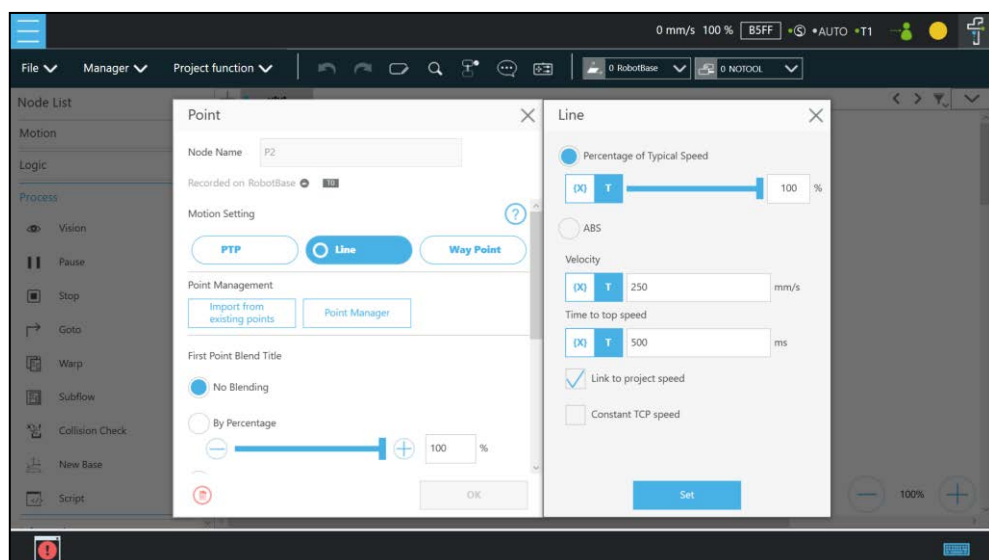 0 mm/s 100 % B5FF •Ⓢ •AUTO •T1
File Manager Project function 0 RobotBase 0 NOTOOL
Node List
Motion
Logic
Process
Vision
Pause
Stop
Goto
Warp
Subflow
Collision Check
New Base
Script
Point
Node Name P2
Recorded on RobotBase T0
Motion Setting ?
PTP Line Way Point
Point Management
Import from
existing points
Point Manager
First Point Blend Title
No Blending
By Percentage
100 %
OK
Line
Percentage of Typical Speed
(X) T 100 %
ABS
Velocity
(X) T 250 mm/s
Time to top speed
(X) T 500 ms
Link to project speed
Constant TCP speed
Set
100%